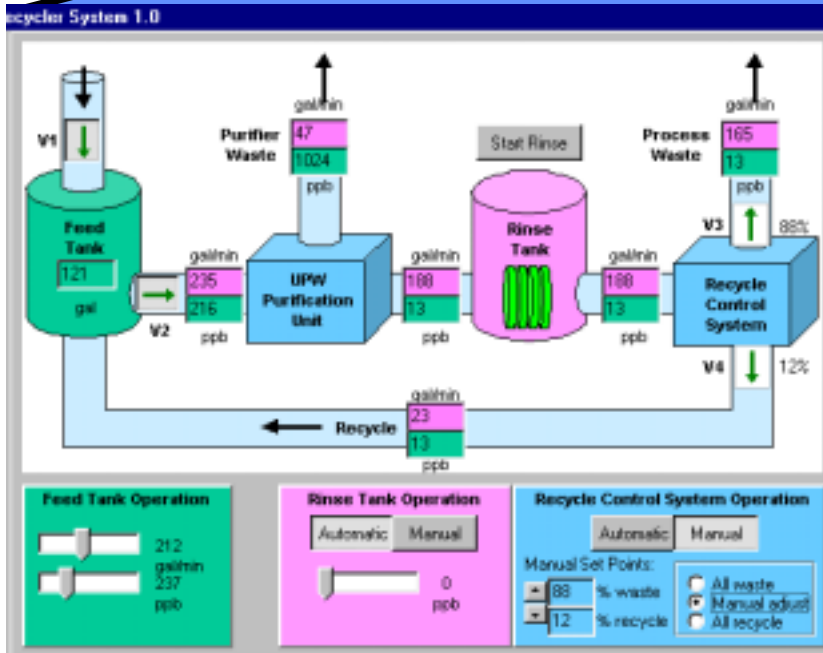 ecycler System 1.0
gal/min
gal/min
V1
Purifier
Waste
47
1024
ppb
Start Rinse
Process
Waste
165
13
ppb
V3
88%
Feed
Tank
121
gal
V2
gal/min
235
216
ppb
UPW
Purification
Unit
gal/min
188
13
ppb
Rinse
Tank
gal/min
188
13
ppb
Recycle
Control
System
V4
12%
gal/min
Recycle
23
13
ppb
Feed Tank Operation
212
gal/min
237
ppb
Rinse Tank Operation
Automatic Manual
0
ppb
Recycle Control System Operation
Automatic Manual
Manual Set Points:
88 % waste
12 % recycle
All waste
Manual adjust
All recycle